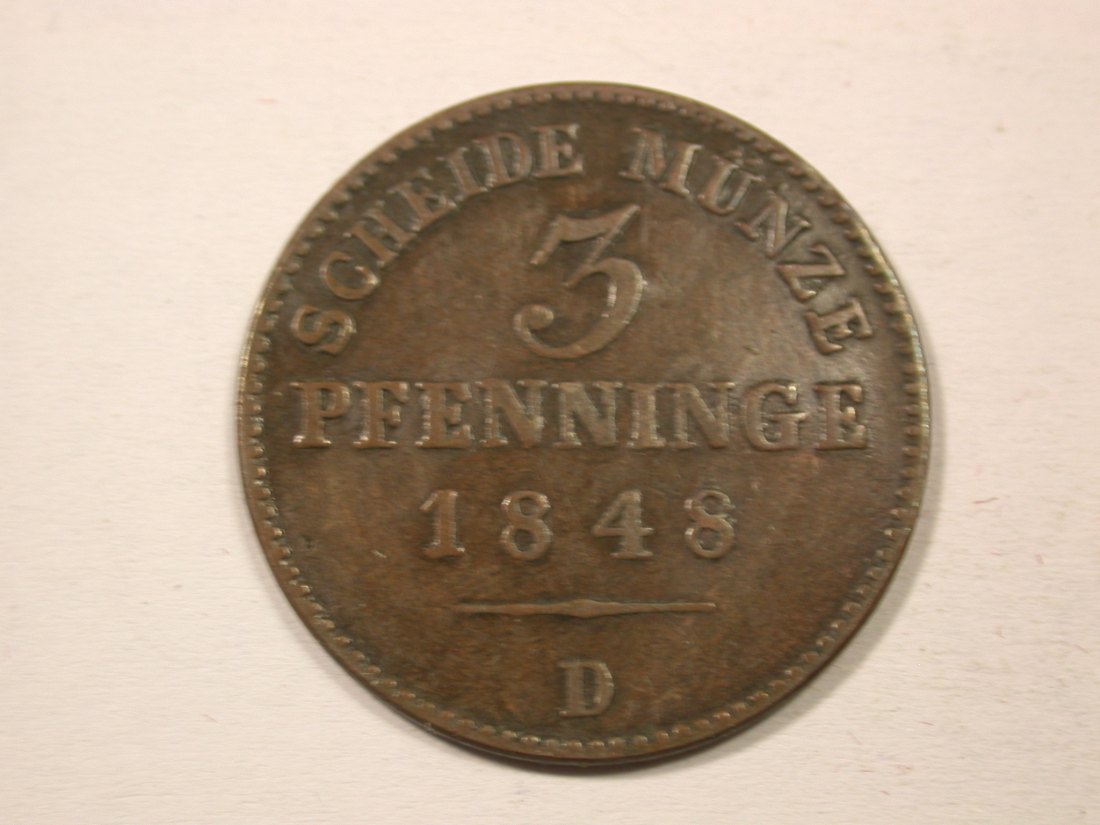 SCHEIDE MÜNZE
3
PFENNINGE
1848
D